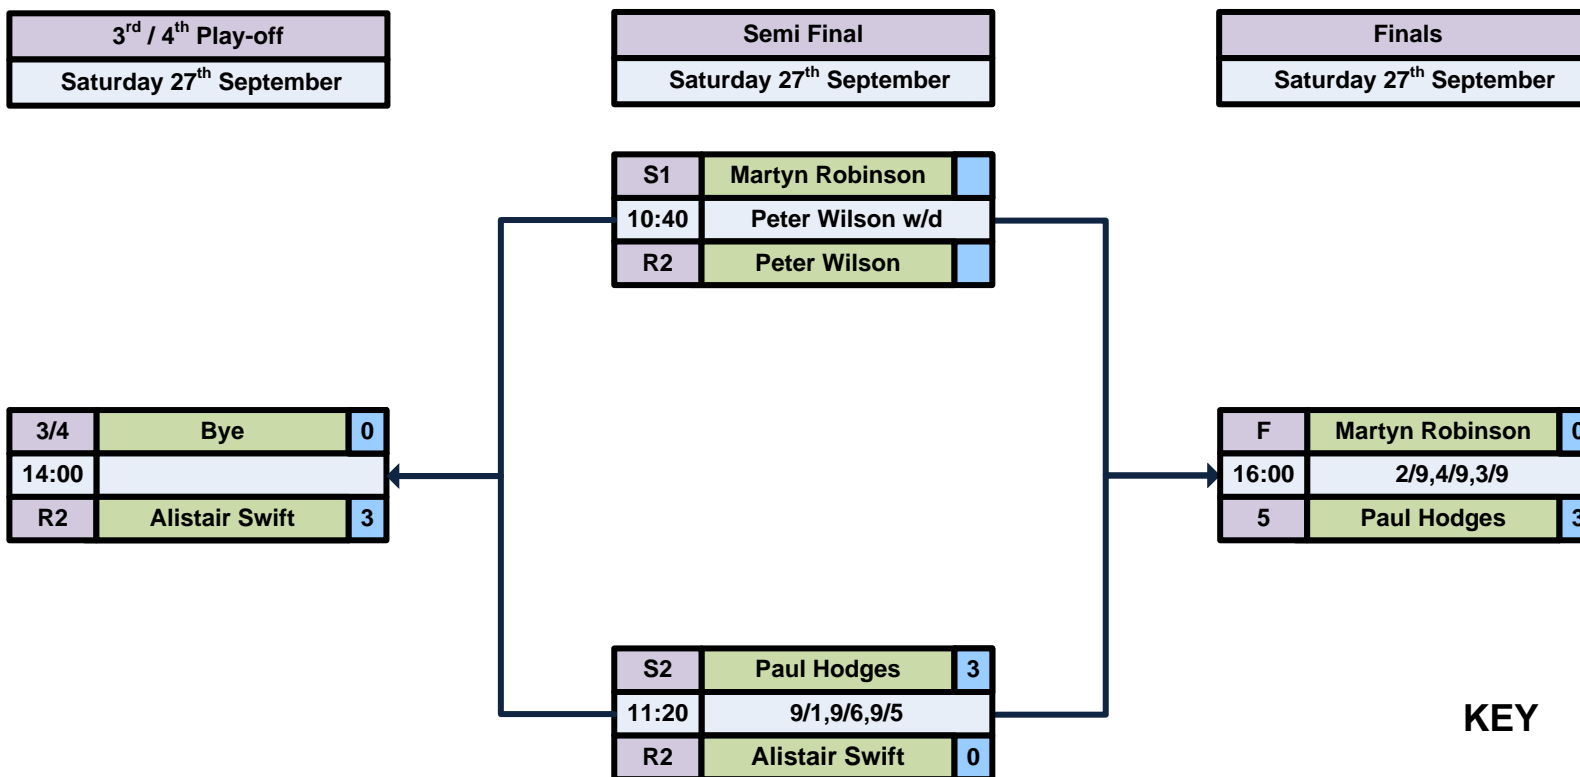 3rd / 4th Play-off
Saturday 27th September
Semi Final
Saturday 27th September
Finals
Saturday 27th September
S1 Martyn Robinson
10:40 Peter Wilson w/d
R2 Peter Wilson
3/4 Bye 0
14:00
R2 Alistair Swift 3
F Martyn Robinson 0
16:00 2/9,4/9,3/9
5 Paul Hodges 3
S2 Paul Hodges 3
11:20 9/1,9/6,9/5
R2 Alistair Swift 0
KEY